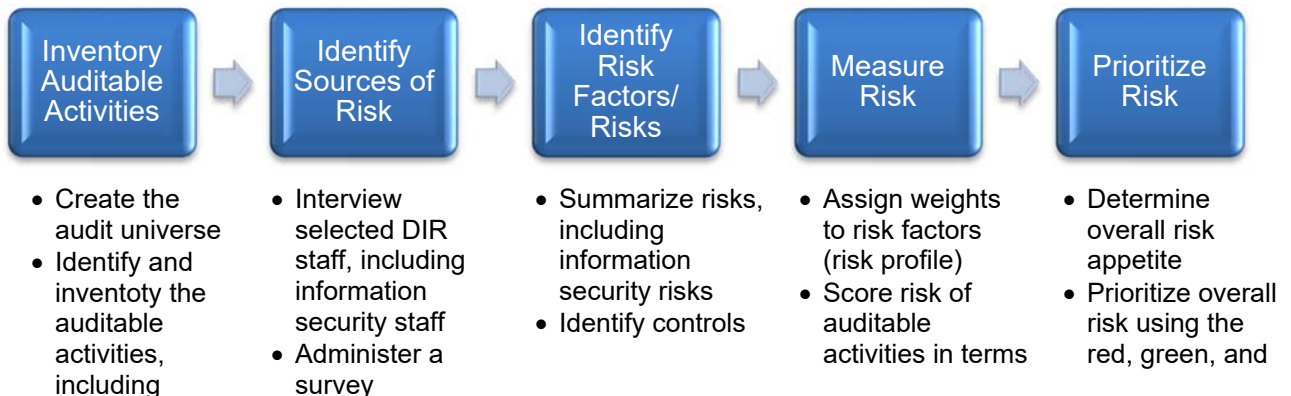 Inventory
Auditable
Activities
Identify
Sources of
Risk
Identify
Risk
Factors/
Risks
Measure
Risk
Prioritize
Risk
• Create the
audit universe
• Identify and
inventoty the
auditable
activities,
including
• Interview
selected DIR
staff, including
information
security staff
• Administer a
survey
• Summarize risks,
including
information
security risks
• Identify controls
• Assign weights
to risk factors
(risk profile)
• Score risk of
auditable
activities in terms
• Determine
overall risk
appetite
• Prioritize overall
risk using the
red, green, and